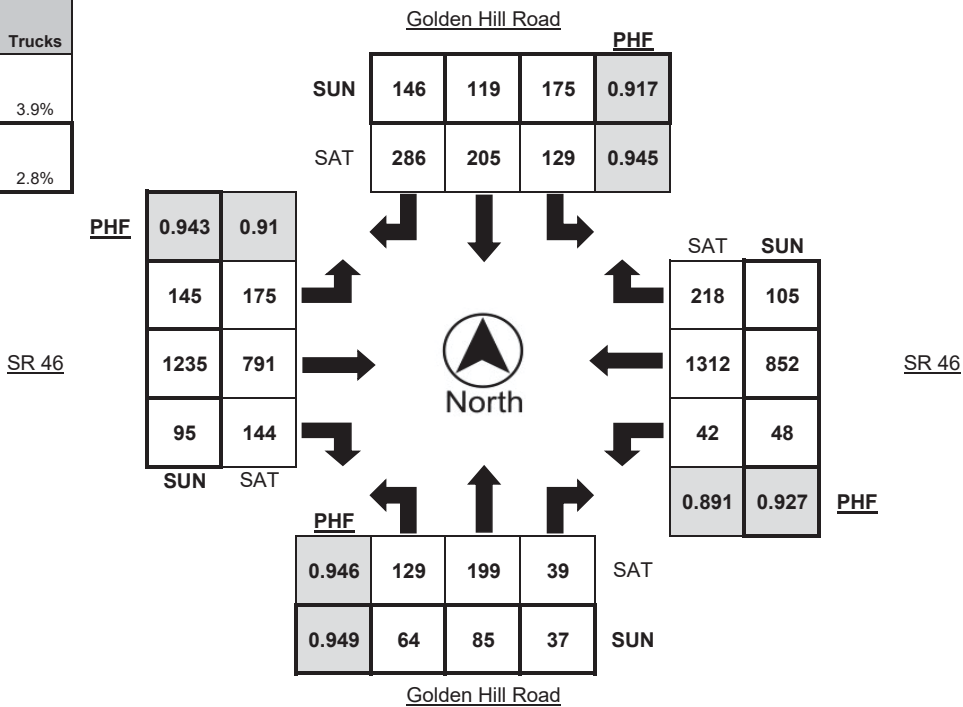 Trucks
3.9%
2.8%
Golden Hill Road
PHF
SUN 146 119 175 0.917
SAT 286 205 129 0.945
PHF 0.943 0.91
145 175
SR 46 1235 791
95 144
SUN SAT
North
SAT SUN
218 105
1312 852 SR 46
42 48
0.891 0.927 PHF
PHF
0.946 129 199 39 SAT
0.949 64 85 37 SUN
Golden Hill Road